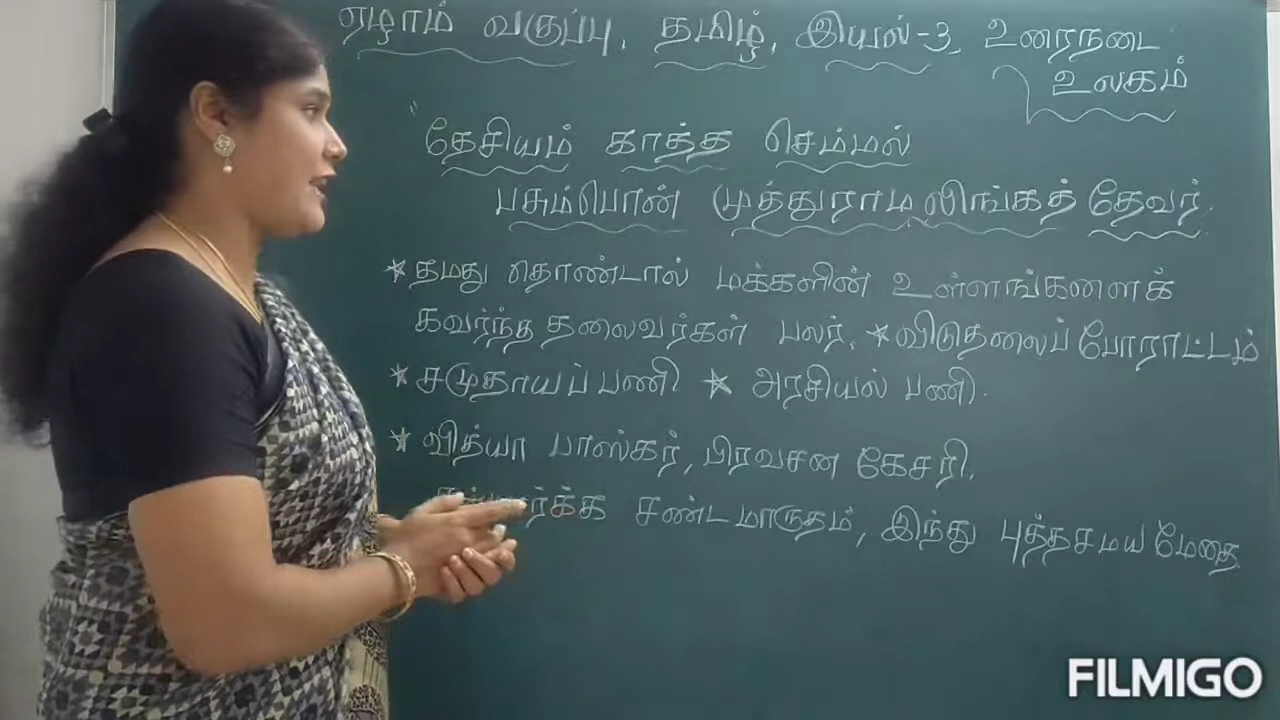 ஏழாம் வகுப்பு, தமிழ், இயல்-3, உரைநடை
உலகம்
தேசியம் காத்த செம்மல்
பசும்பொன் முத்துராமலிங்கத் தேவர்.
* தமது தொண்டால் மக்களின் உள்ளங்களைக்
கவர்ந்த தலைவர்கள் பலர். * விடுதலைப் போராட்டம்
* சமுதாயப் பணி * அரசியல் பணி.
* வித்யா பாஸ்கர், பிரவசன கேசரி,
சண்டமாருதம், இந்து புத்தசமய மேதை
FILMIGO